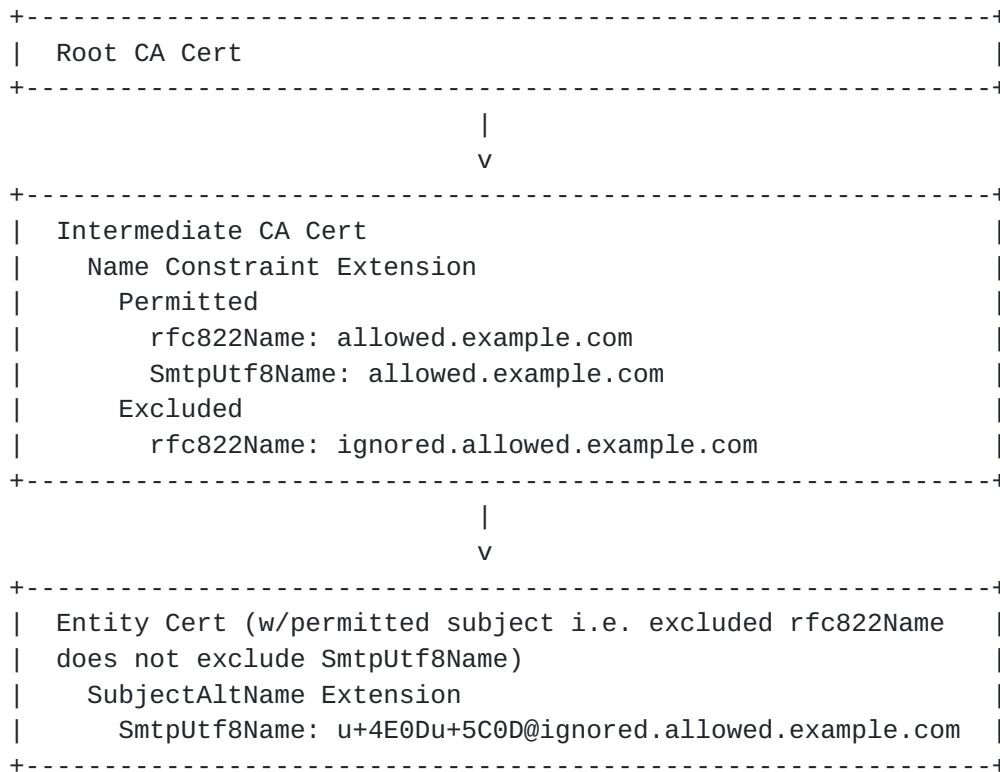 +---------------------------------------------------------------+
|  Root CA Cert                                                 |
+---------------------------------------------------------------+
                              |
                              v
+---------------------------------------------------------------+
|  Intermediate CA Cert                                         |
|    Name Constraint Extension                                  |
|      Permitted                                                |
|        rfc822Name: allowed.example.com                        |
|        SmtpUtf8Name: allowed.example.com                      |
|      Excluded                                                 |
|        rfc822Name: ignored.allowed.example.com                |
+---------------------------------------------------------------+
                              |
                              v
+---------------------------------------------------------------+
|  Entity Cert (w/permitted subject i.e. excluded rfc822Name    |
|  does not exclude SmtpUtf8Name)                               |
|    SubjectAltName Extension                                   |
|      SmtpUtf8Name: u+4E0Du+5C0D@ignored.allowed.example.com   |
+---------------------------------------------------------------+